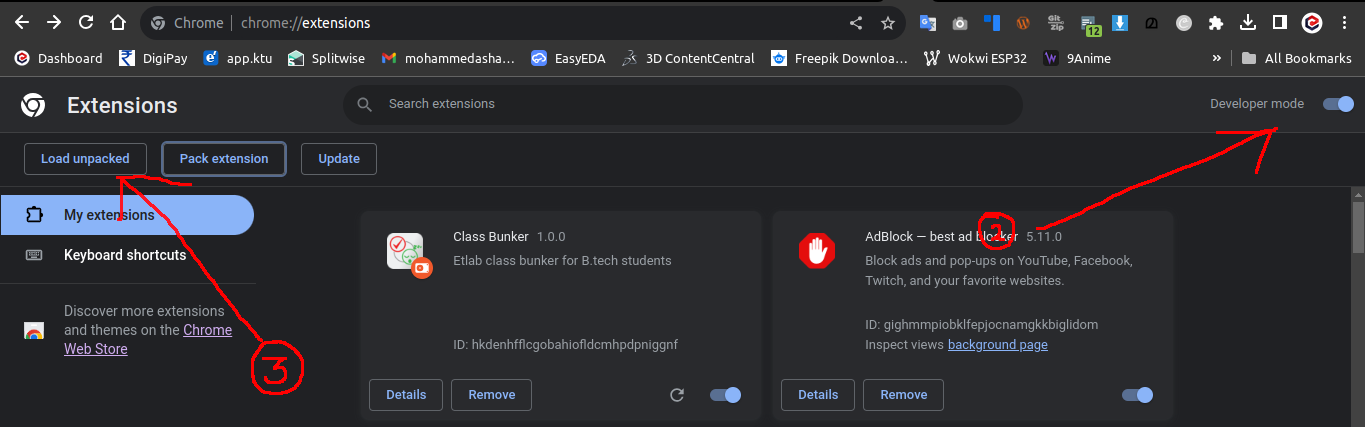 Chrome chrome://extensions
Git Zip 12
Dashboard DigiPay app.ktu Splitwise mohammedasha... EasyEDA 3D ContentCentral Freepik Downloa... Wokwi ESP32 9Anime » All Bookmarks
Extensions Search extensions Developer mode
Load unpacked Pack extension Update
My extensions
Keyboard shortcuts
Discover more extensions
and themes on the Chrome
Web Store
3
Class Bunker 1.0.0
Etlab class bunker for B.tech students
ID: hkdenhfflcgobahiofldcmhpdpniggnf
Details Remove
2
AdBlock — best ad blocker 5.11.0
Block ads and pop-ups on YouTube, Facebook,
Twitch, and your favorite websites.
ID: gighmmpiobklfepjocnamgkkbiglidom
Inspect views background page
Details Remove